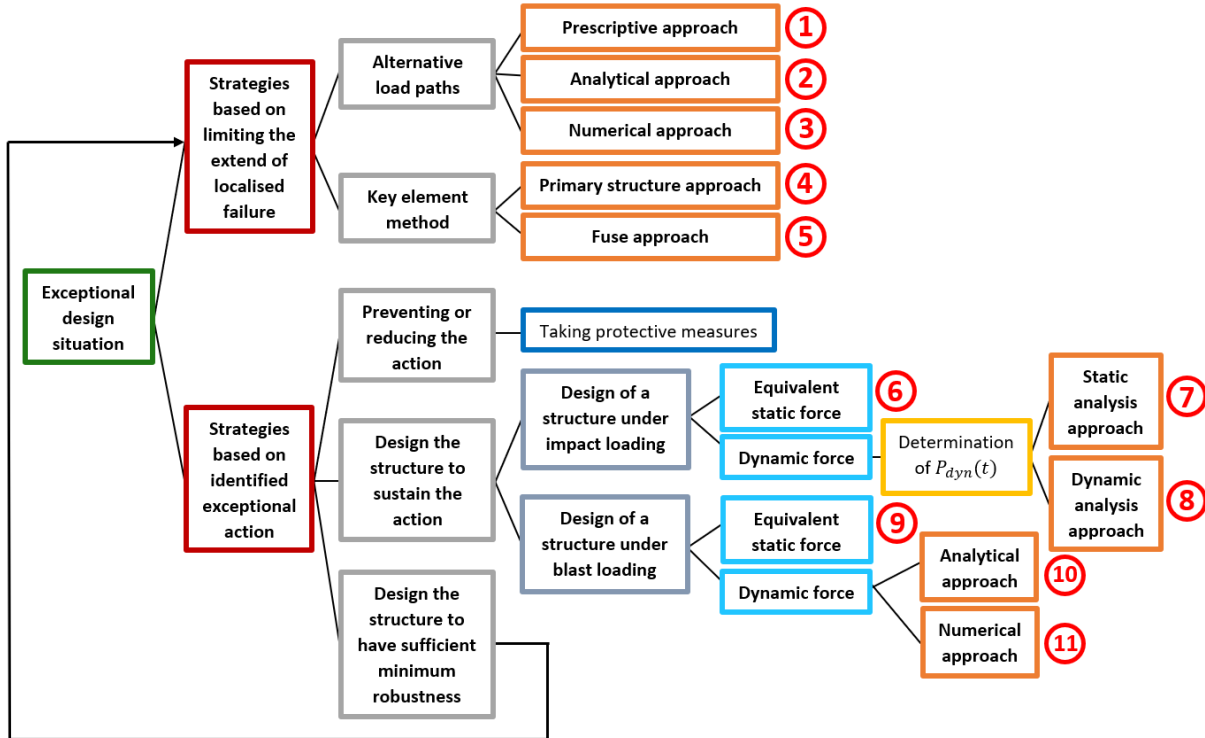 Prescriptive approach
1
Alternative
load paths
Analytical approach
2
Numerical approach
3
Strategies
based on
limiting the
extend of
localised
failure
Key element
method
Primary structure approach
4
Fuse approach
5
Exceptional
design
situation
Preventing or
reducing the
action
Taking protective measures
Strategies
based on
identified
exceptional
action
Design the
structure to
sustain the
action
Design of a
structure under
impact loading
Equivalent
static force
6
Dynamic force
Determination
of P_{dyn}(t)
Static
analysis
approach
7
Dynamic
analysis
approach
8
Design of a
structure under
blast loading
Equivalent
static force
9
Dynamic force
Analytical
approach
10
Numerical
approach
11
Design the
structure to
have sufficient
minimum
robustness